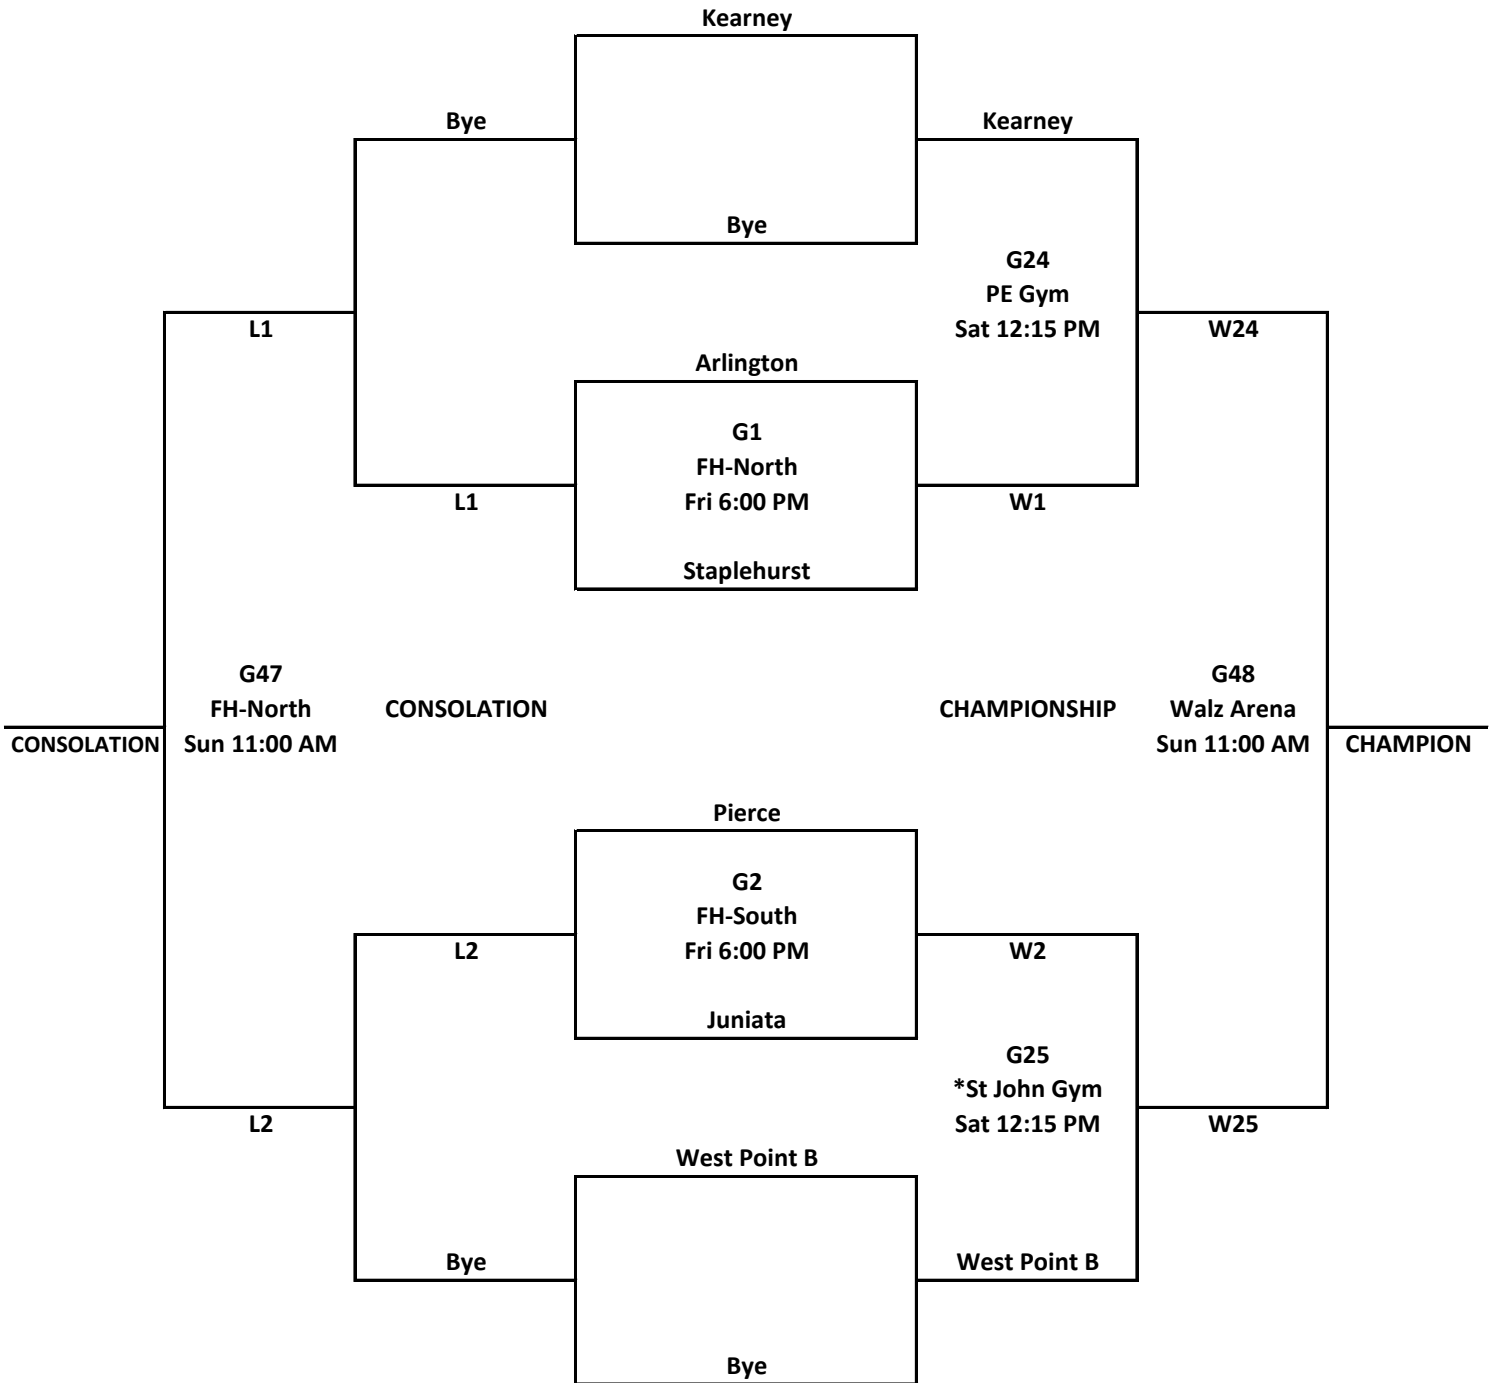 Kearney
Bye
Kearney
Bye
G24
PE Gym
Sat 12:15 PM
L1
W24
Arlington
G1
FH-North
Fri 6:00 PM
L1
W1
Staplehurst
G47
FH-North
Sun 11:00 AM
CONSOLATION
CHAMPIONSHIP
G48
Walz Arena
Sun 11:00 AM
CONSOLATION
CHAMPION
Pierce
G2
FH-South
Fri 6:00 PM
L2
W2
Juniata
G25
*St John Gym
Sat 12:15 PM
L2
W25
West Point B
Bye
West Point B
Bye